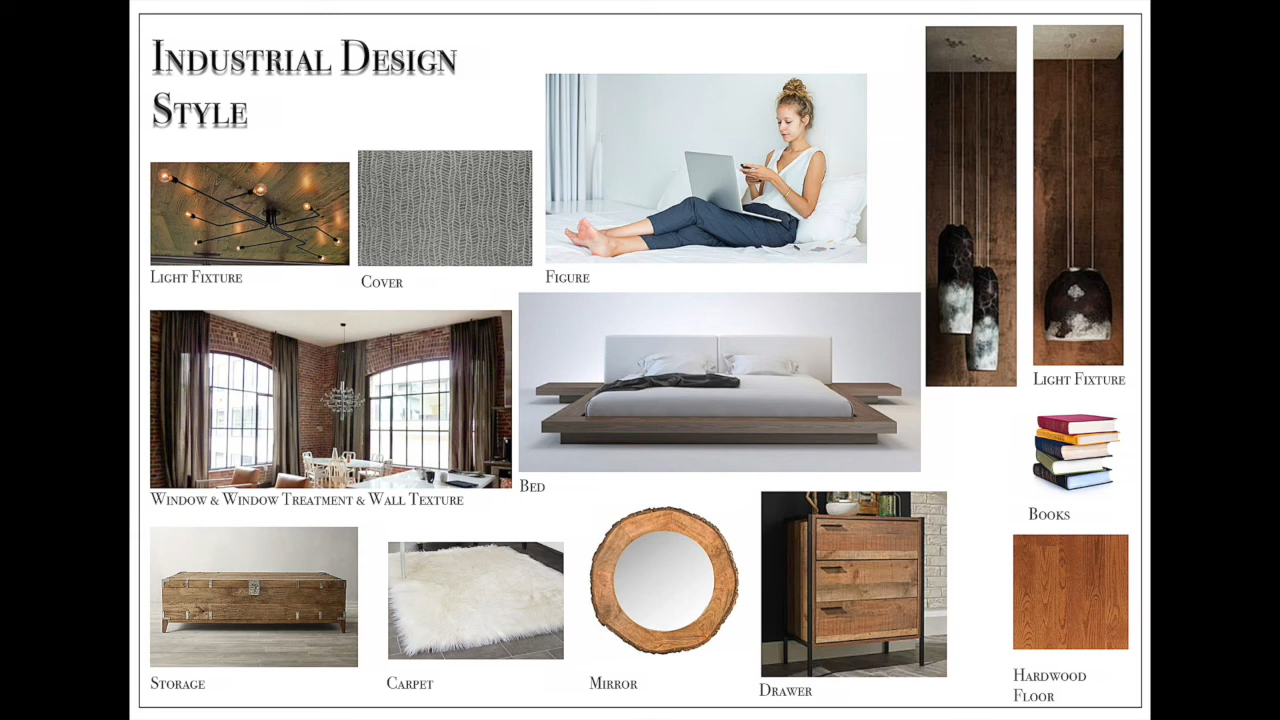 Industrial Design
Style
Light Fixture
Cover
Figure
Light Fixture
Window & Window Treatment & Wall Texture
Bed
Books
Storage
Carpet
Mirror
Drawer
Hardwood
Floor